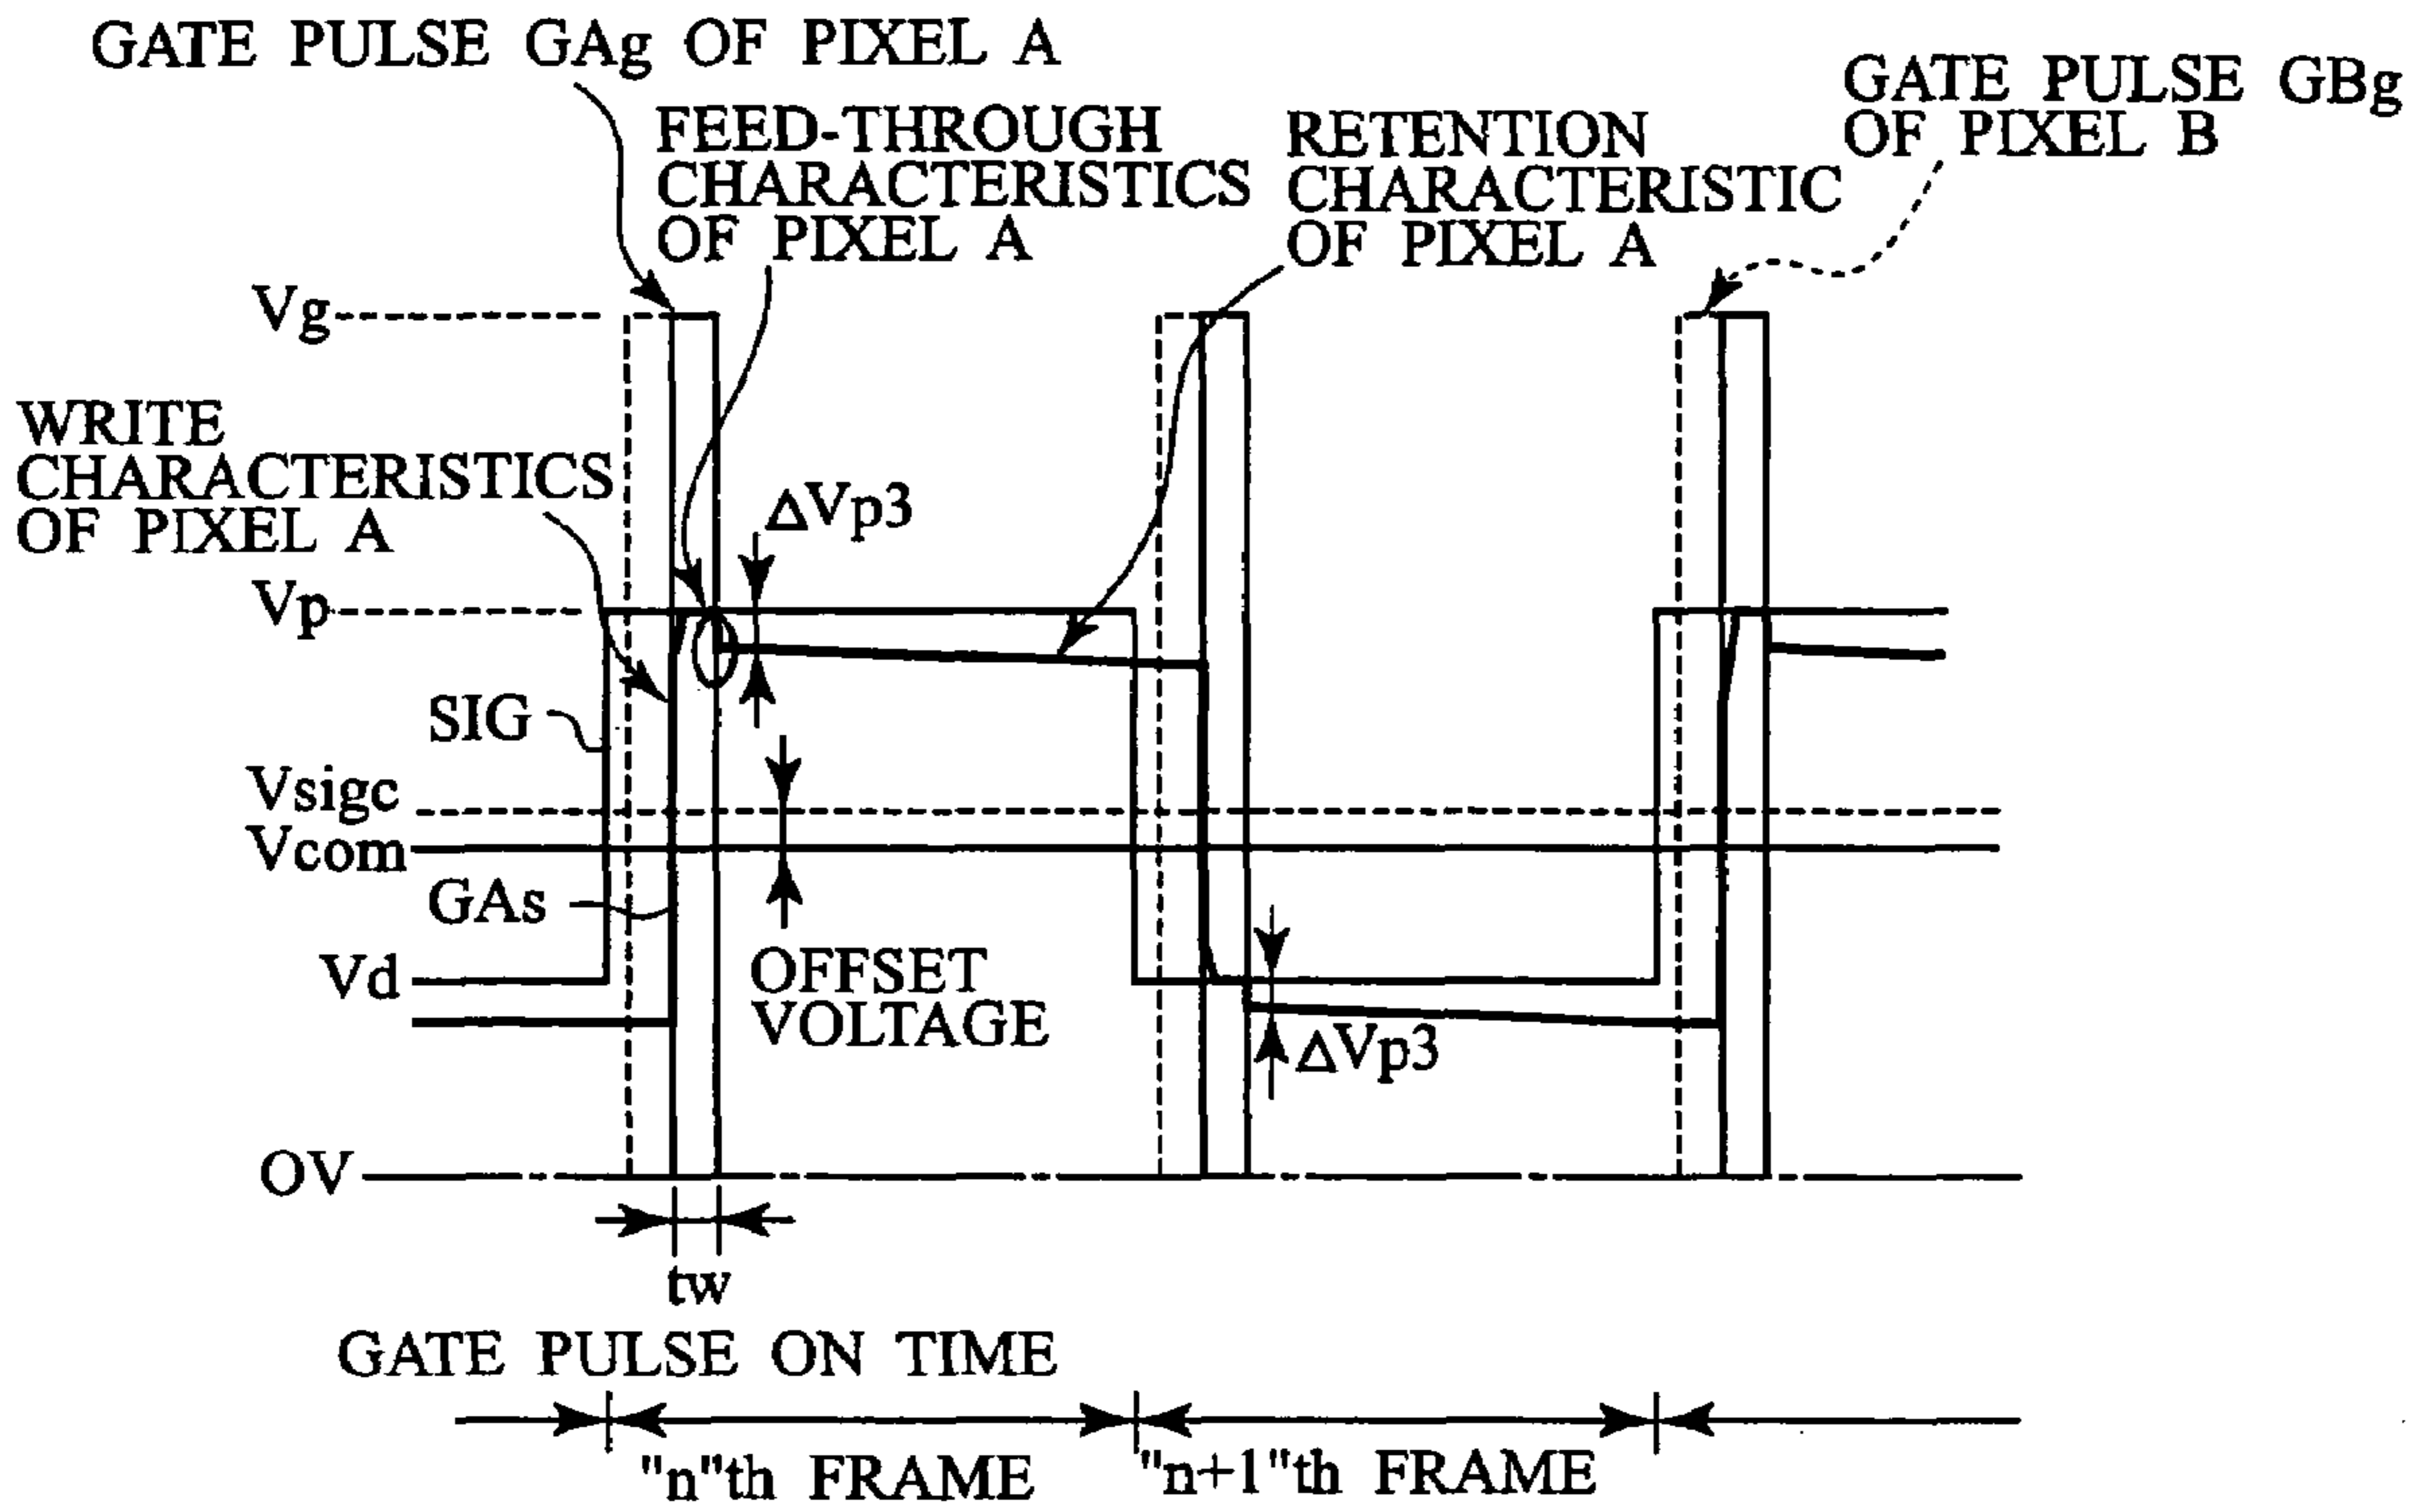 GATE PULSE GAg OF PIXEL A
FEED-THROUGH
CHARACTERISTICS
OF PIXEL A
RETENTION
CHARACTERISTIC
OF PIXEL A
GATE PULSE GBg
OF PIXEL B
Vg
WRITE
CHARACTERISTICS
OF PIXEL A
ΔVp3
Vp
SIG
Vsigc
Vcom
GAs
Vd
OFFSET
VOLTAGE
ΔVp3
OV
tw
GATE PULSE ON TIME
"n"th FRAME
"n+1"th FRAME